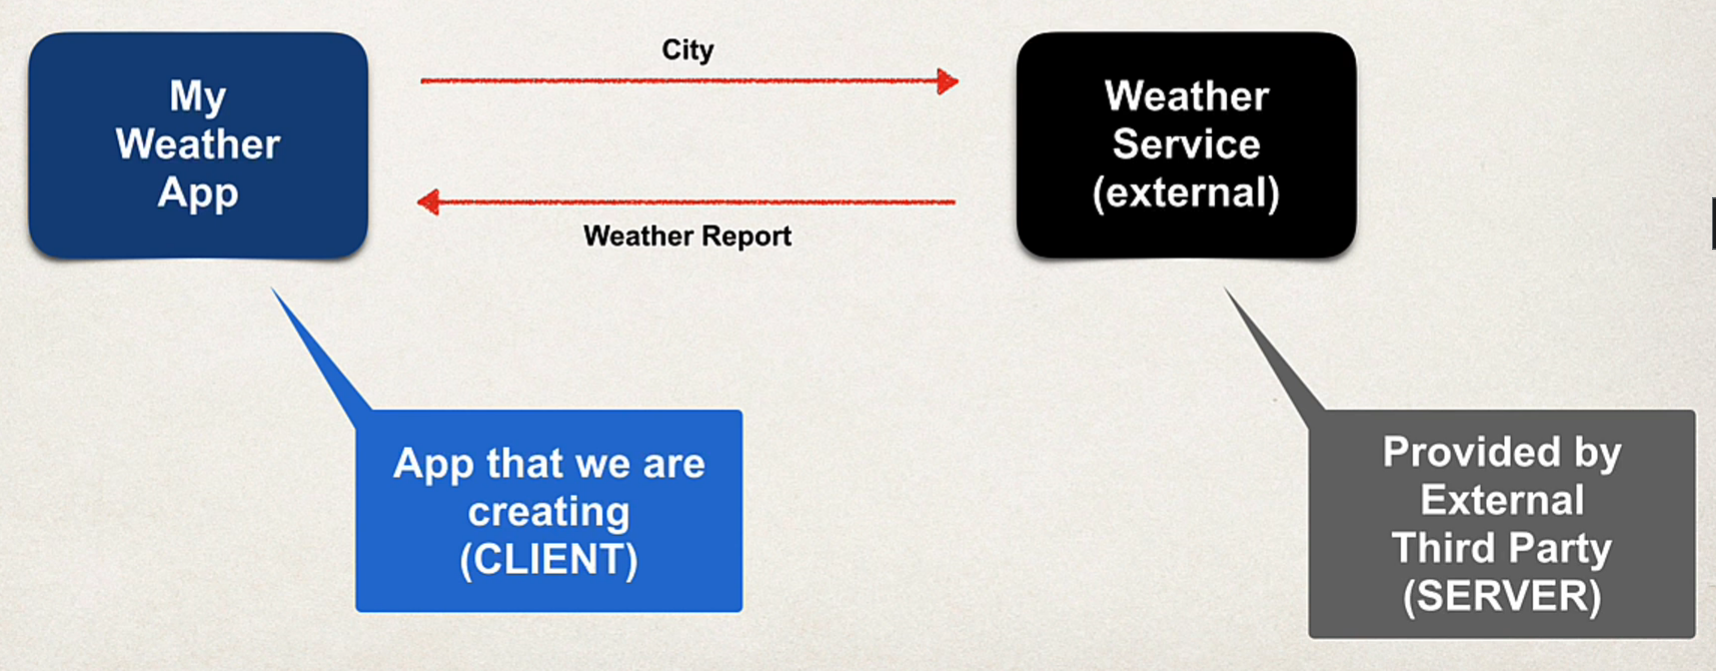 City
My
Weather
App
Weather
Service
(external)
Weather Report
App that we are
creating
(CLIENT)
Provided by
External
Third Party
(SERVER)